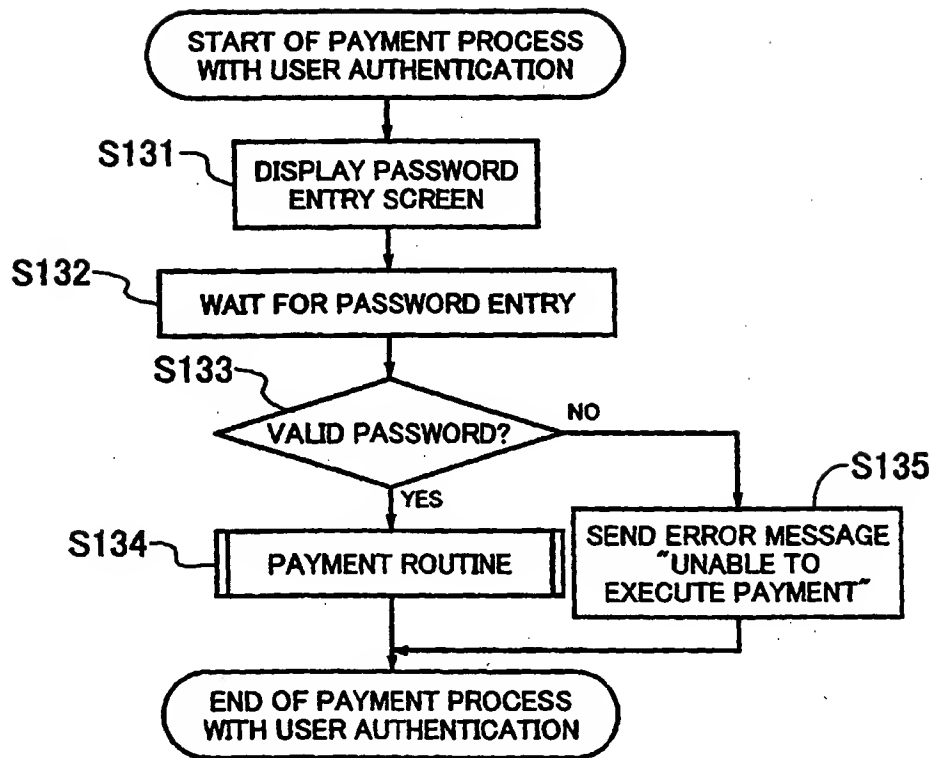 START OF PAYMENT PROCESS
WITH USER AUTHENTICATION
S131
DISPLAY PASSWORD
ENTRY SCREEN
S132
WAIT FOR PASSWORD ENTRY
S133
VALID PASSWORD?
NO
YES
S135
S134
PAYMENT ROUTINE
SEND ERROR MESSAGE
"UNABLE TO
EXECUTE PAYMENT"
END OF PAYMENT PROCESS
WITH USER AUTHENTICATION